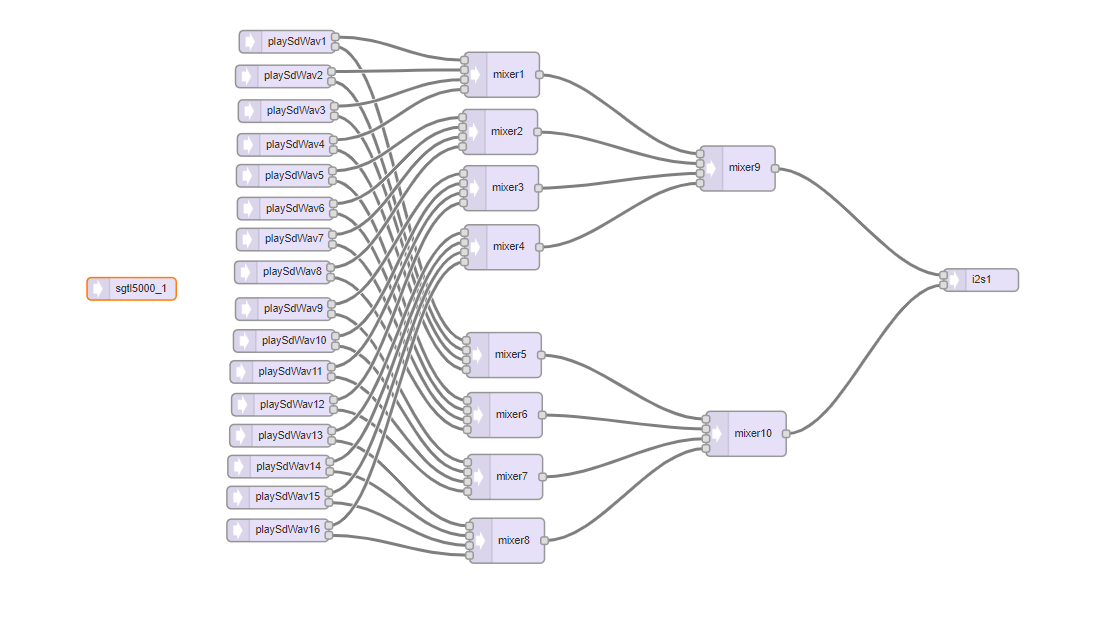 playSdWav1
playSdWav2
playSdWav3
playSdWav4
playSdWav5
playSdWav6
playSdWav7
playSdWav8
playSdWav9
playSdWav10
playSdWav11
playSdWav12
playSdWav13
playSdWav14
playSdWav15
playSdWav16
sgtl5000_1
mixer1
mixer2
mixer3
mixer4
mixer5
mixer6
mixer7
mixer8
mixer9
mixer10
i2s1